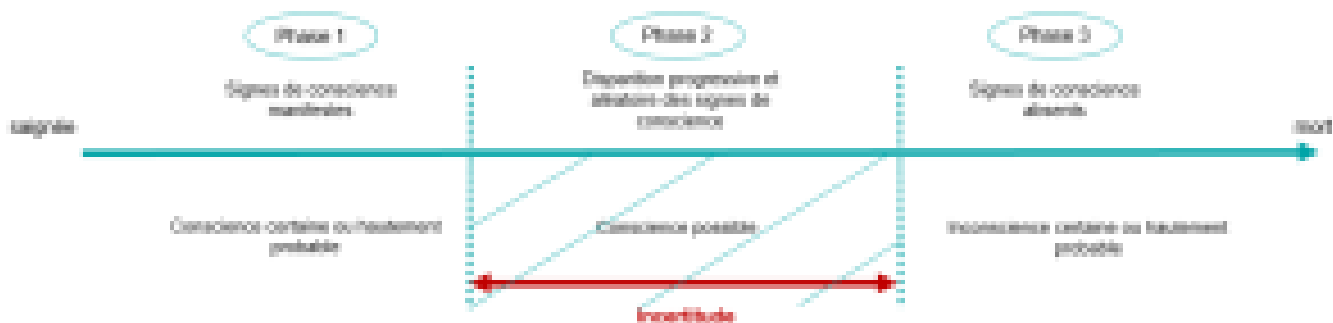 Phase 1
Phase 2
Phase 3
Signes de conscience
manifestes
Disparition progressive et
aléatoire des signes de
conscience
Signes de conscience
absents
saignée
mort
Conscience certaine ou hautement
probable
Conscience possible
Inconscience certaine ou hautement
probable
Incertitude